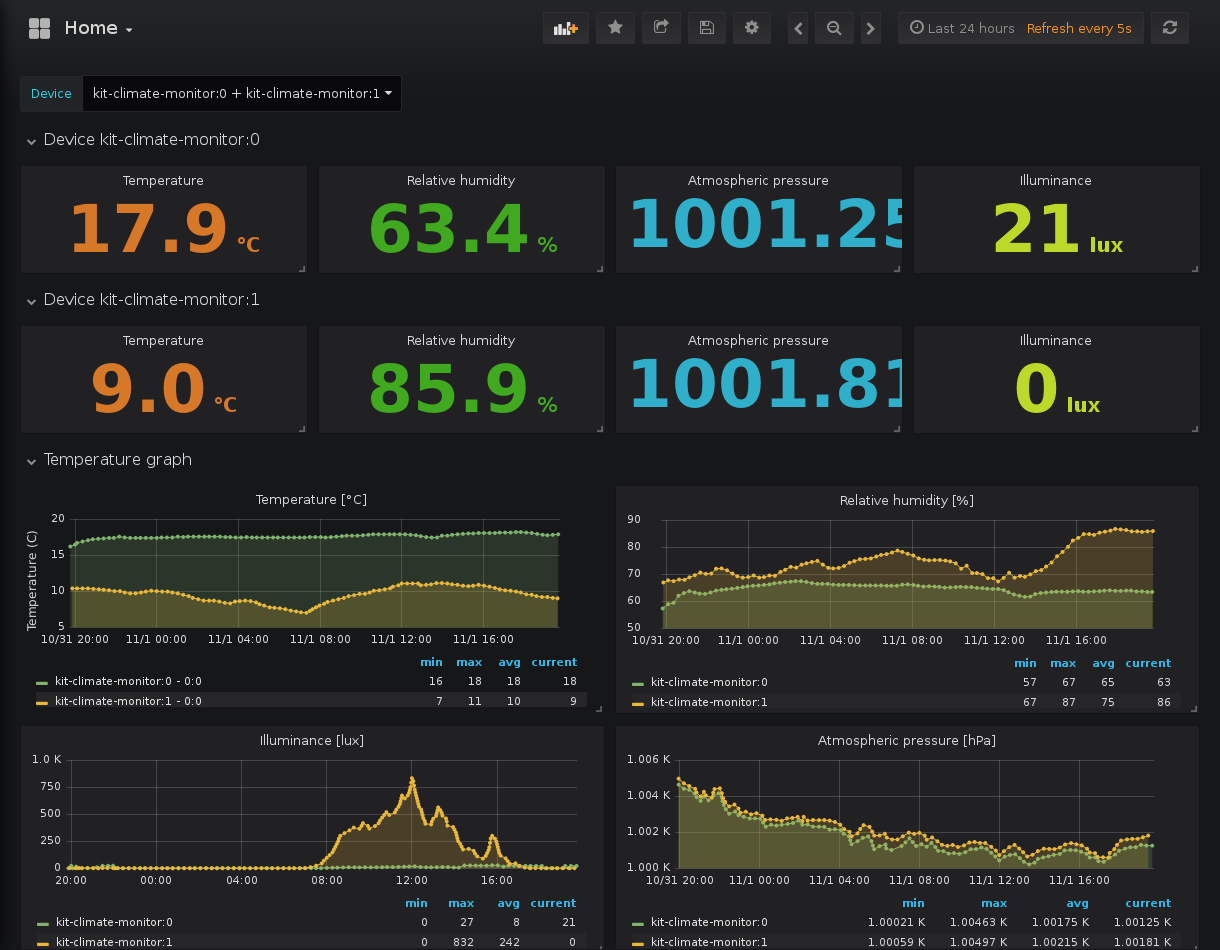 Home
Last 24 hours Refresh every 5s
Device kit-climate-monitor:0 + kit-climate-monitor:1
Device kit-climate-monitor:0
Temperature Relative humidity Atmospheric pressure Illuminance
17.9 °C 63.4 % 1001.25 21 lux
Device kit-climate-monitor:1
Temperature Relative humidity Atmospheric pressure Illuminance
9.0 °C 85.9 % 1001.81 0 lux
Temperature graph
Temperature [°C]
Temperature (C)
20
15
10
5
10/31 20:00 11/1 00:00 11/1 04:00 11/1 08:00 11/1 12:00 11/1 16:00
min max avg current
kit-climate-monitor:0 - 0:0 16 18 18 18
kit-climate-monitor:1 - 0:0 7 11 10 9
Relative humidity [%]
90
80
70
60
50
10/31 20:00 11/1 00:00 11/1 04:00 11/1 08:00 11/1 12:00 11/1 16:00
min max avg current
kit-climate-monitor:0 57 67 65 63
kit-climate-monitor:1 67 87 75 86
Illuminance [lux]
1.0 K
750
500
250
0
20:00 00:00 04:00 08:00 12:00 16:00
min max avg current
kit-climate-monitor:0 0 27 8 21
kit-climate-monitor:1 0 832 242 0
Atmospheric pressure [hPa]
1.006 K
1.004 K
1.002 K
1.000 K
10/31 20:00 11/1 00:00 11/1 04:00 11/1 08:00 11/1 12:00 11/1 16:00
min max avg current
kit-climate-monitor:0 1.00021 K 1.00463 K 1.00175 K 1.00125 K
kit-climate-monitor:1 1.00059 K 1.00497 K 1.00215 K 1.00181 K